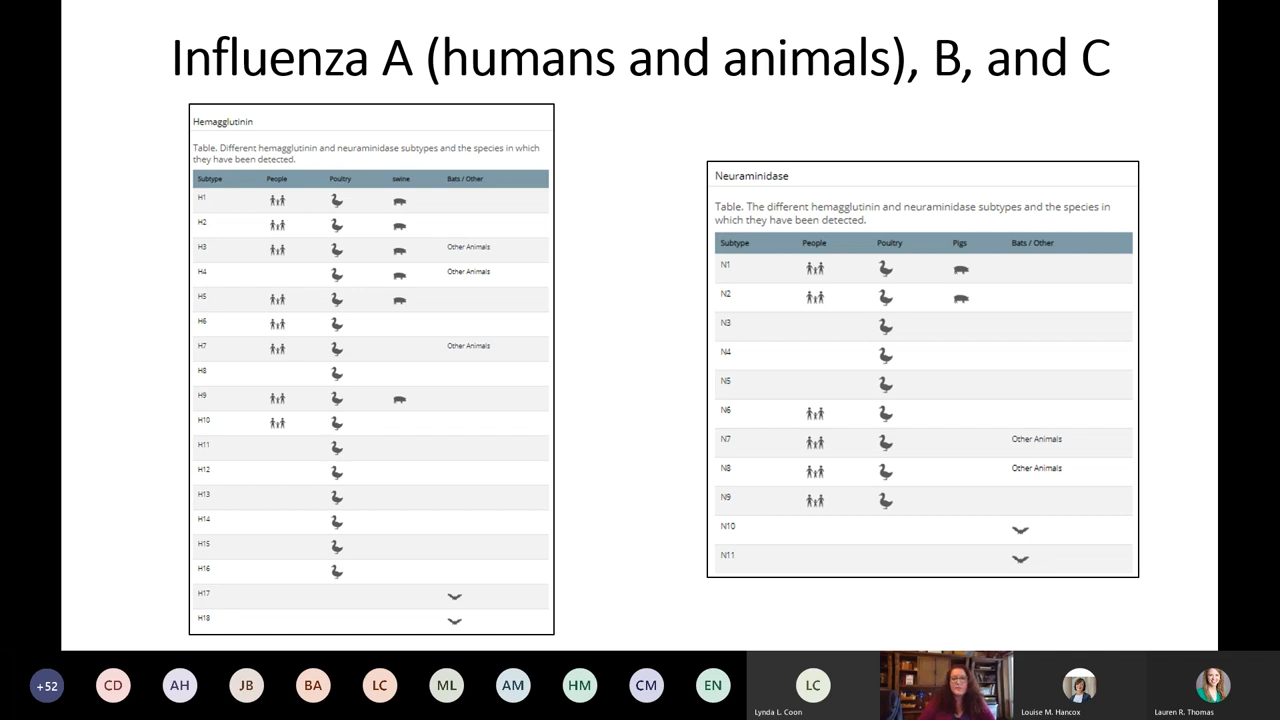 Influenza A (humans and animals), B, and C
Hemagglutinin
Table. Different hemagglutinin and neuraminidase subtypes and the species in which
they have been detected.
Subtype People Poultry swine Bats / Other
H1
H2
H3 Other Animals
H4 Other Animals
H5
H6
H7 Other Animals
H8
H9
H10
H11
H12
H13
H14
H15
H16
H17
H18
Neuraminidase
Table. The different hemagglutinin and neuraminidase subtypes and the species in
which they have been detected.
Subtype People Poultry Pigs Bats / Other
N1
N2
N3
N4
N5
N6
N7 Other Animals
N8 Other Animals
N9
N10
N11
+52 CD AH JB BA LC ML AM HM CM EN LC
Lynda L. Coon Louise M. Hancox Lauren R. Thomas